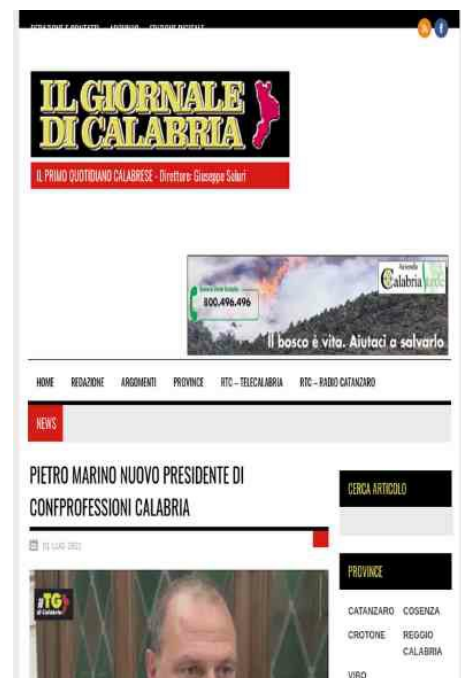 IL GIORNALE
DI CALABRIA
IL PRIMO QUOTIDIANO CALABRESE - Direttore: Giuseppe Soluri
Calabria verde
800.496.496
Il bosco è vita. Aiutaci a salvarlo
HOME REDAZIONE ARGOMENTI PROVINCE RTC – TELECALABRIA RTC – RADIO CATANZARO
NEWS
PIETRO MARINO NUOVO PRESIDENTE DI
CONFPROFESSIONI CALABRIA
CERCA ARTICOLO
TG
PROVINCE
CATANZARO COSENZA
CROTONE REGGIO
CALABRIA
VIBO